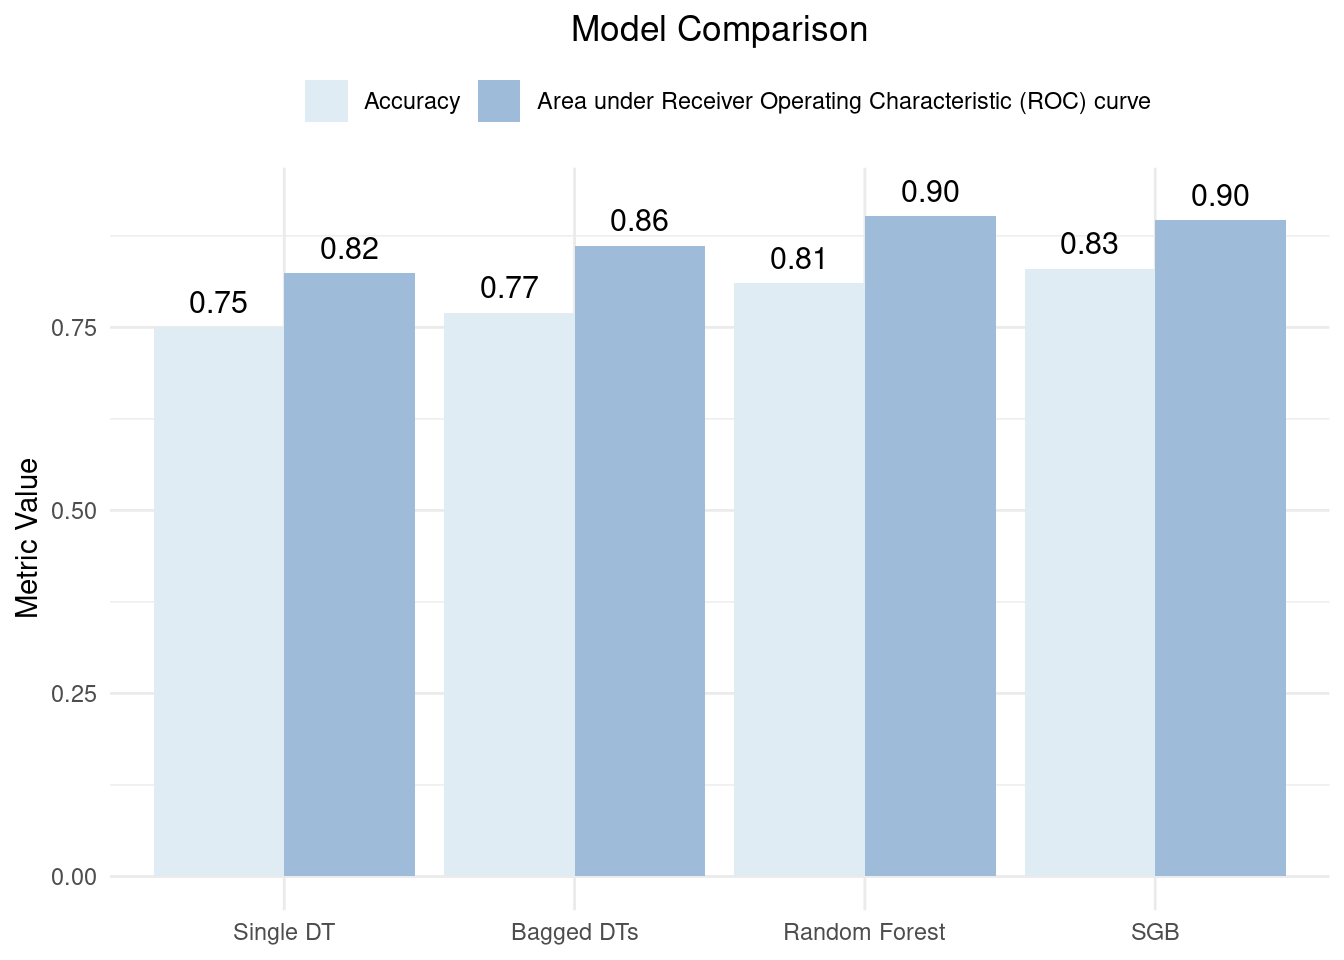 Model Comparison
Accuracy Area under Receiver Operating Characteristic (ROC) curve
0.75 0.82 0.77 0.86 0.81 0.90 0.83 0.90
Metric Value
0.75
0.50
0.25
0.00
Single DT Bagged DTs Random Forest SGB